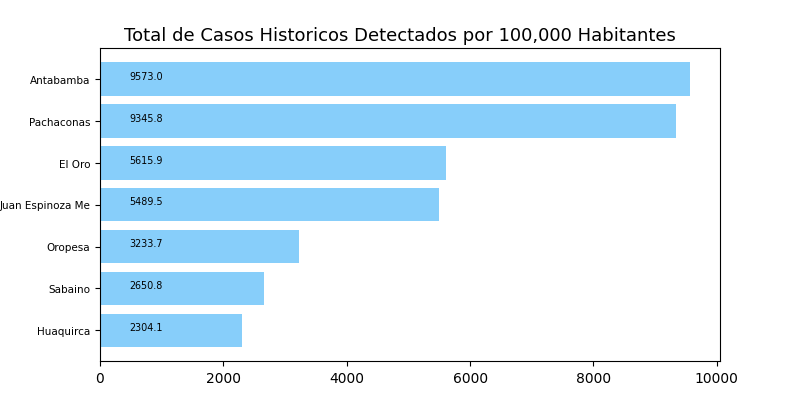 Total de Casos Historicos Detectados por 100,000 Habitantes
Antabamba 9573.0
Pachaconas 9345.8
El Oro 5615.9
Juan Espinoza Me 5489.5
Oropesa 3233.7
Sabaino 2650.8
Huaquirca 2304.1
0 2000 4000 6000 8000 10000